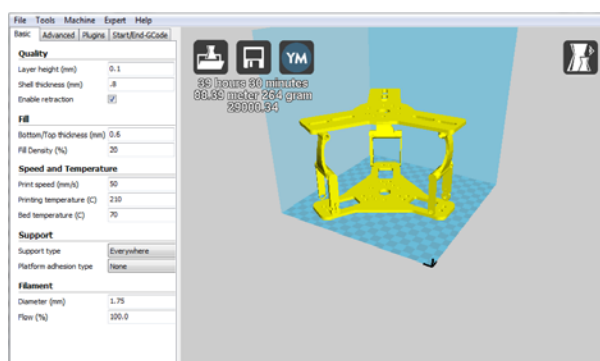 File Tools Machine Expert Help
Basic Advanced Plugins Start/End-GCode
Quality
Layer height (mm) 0.1
Shell thickness (mm) .8
Enable retraction
Fill
Bottom/Top thickness (mm) 0.6
Fill Density (%) 20
Speed and Temperature
Print speed (mm/s) 50
Printing temperature (C) 210
Bed temperature (C) 70
Support
Support type Everywhere
Platform adhesion type None
Filament
Diameter (mm) 1.75
Flow (%) 100.0
YM
39 hours 30 minutes
88.39 meter 264 gram
29000.34